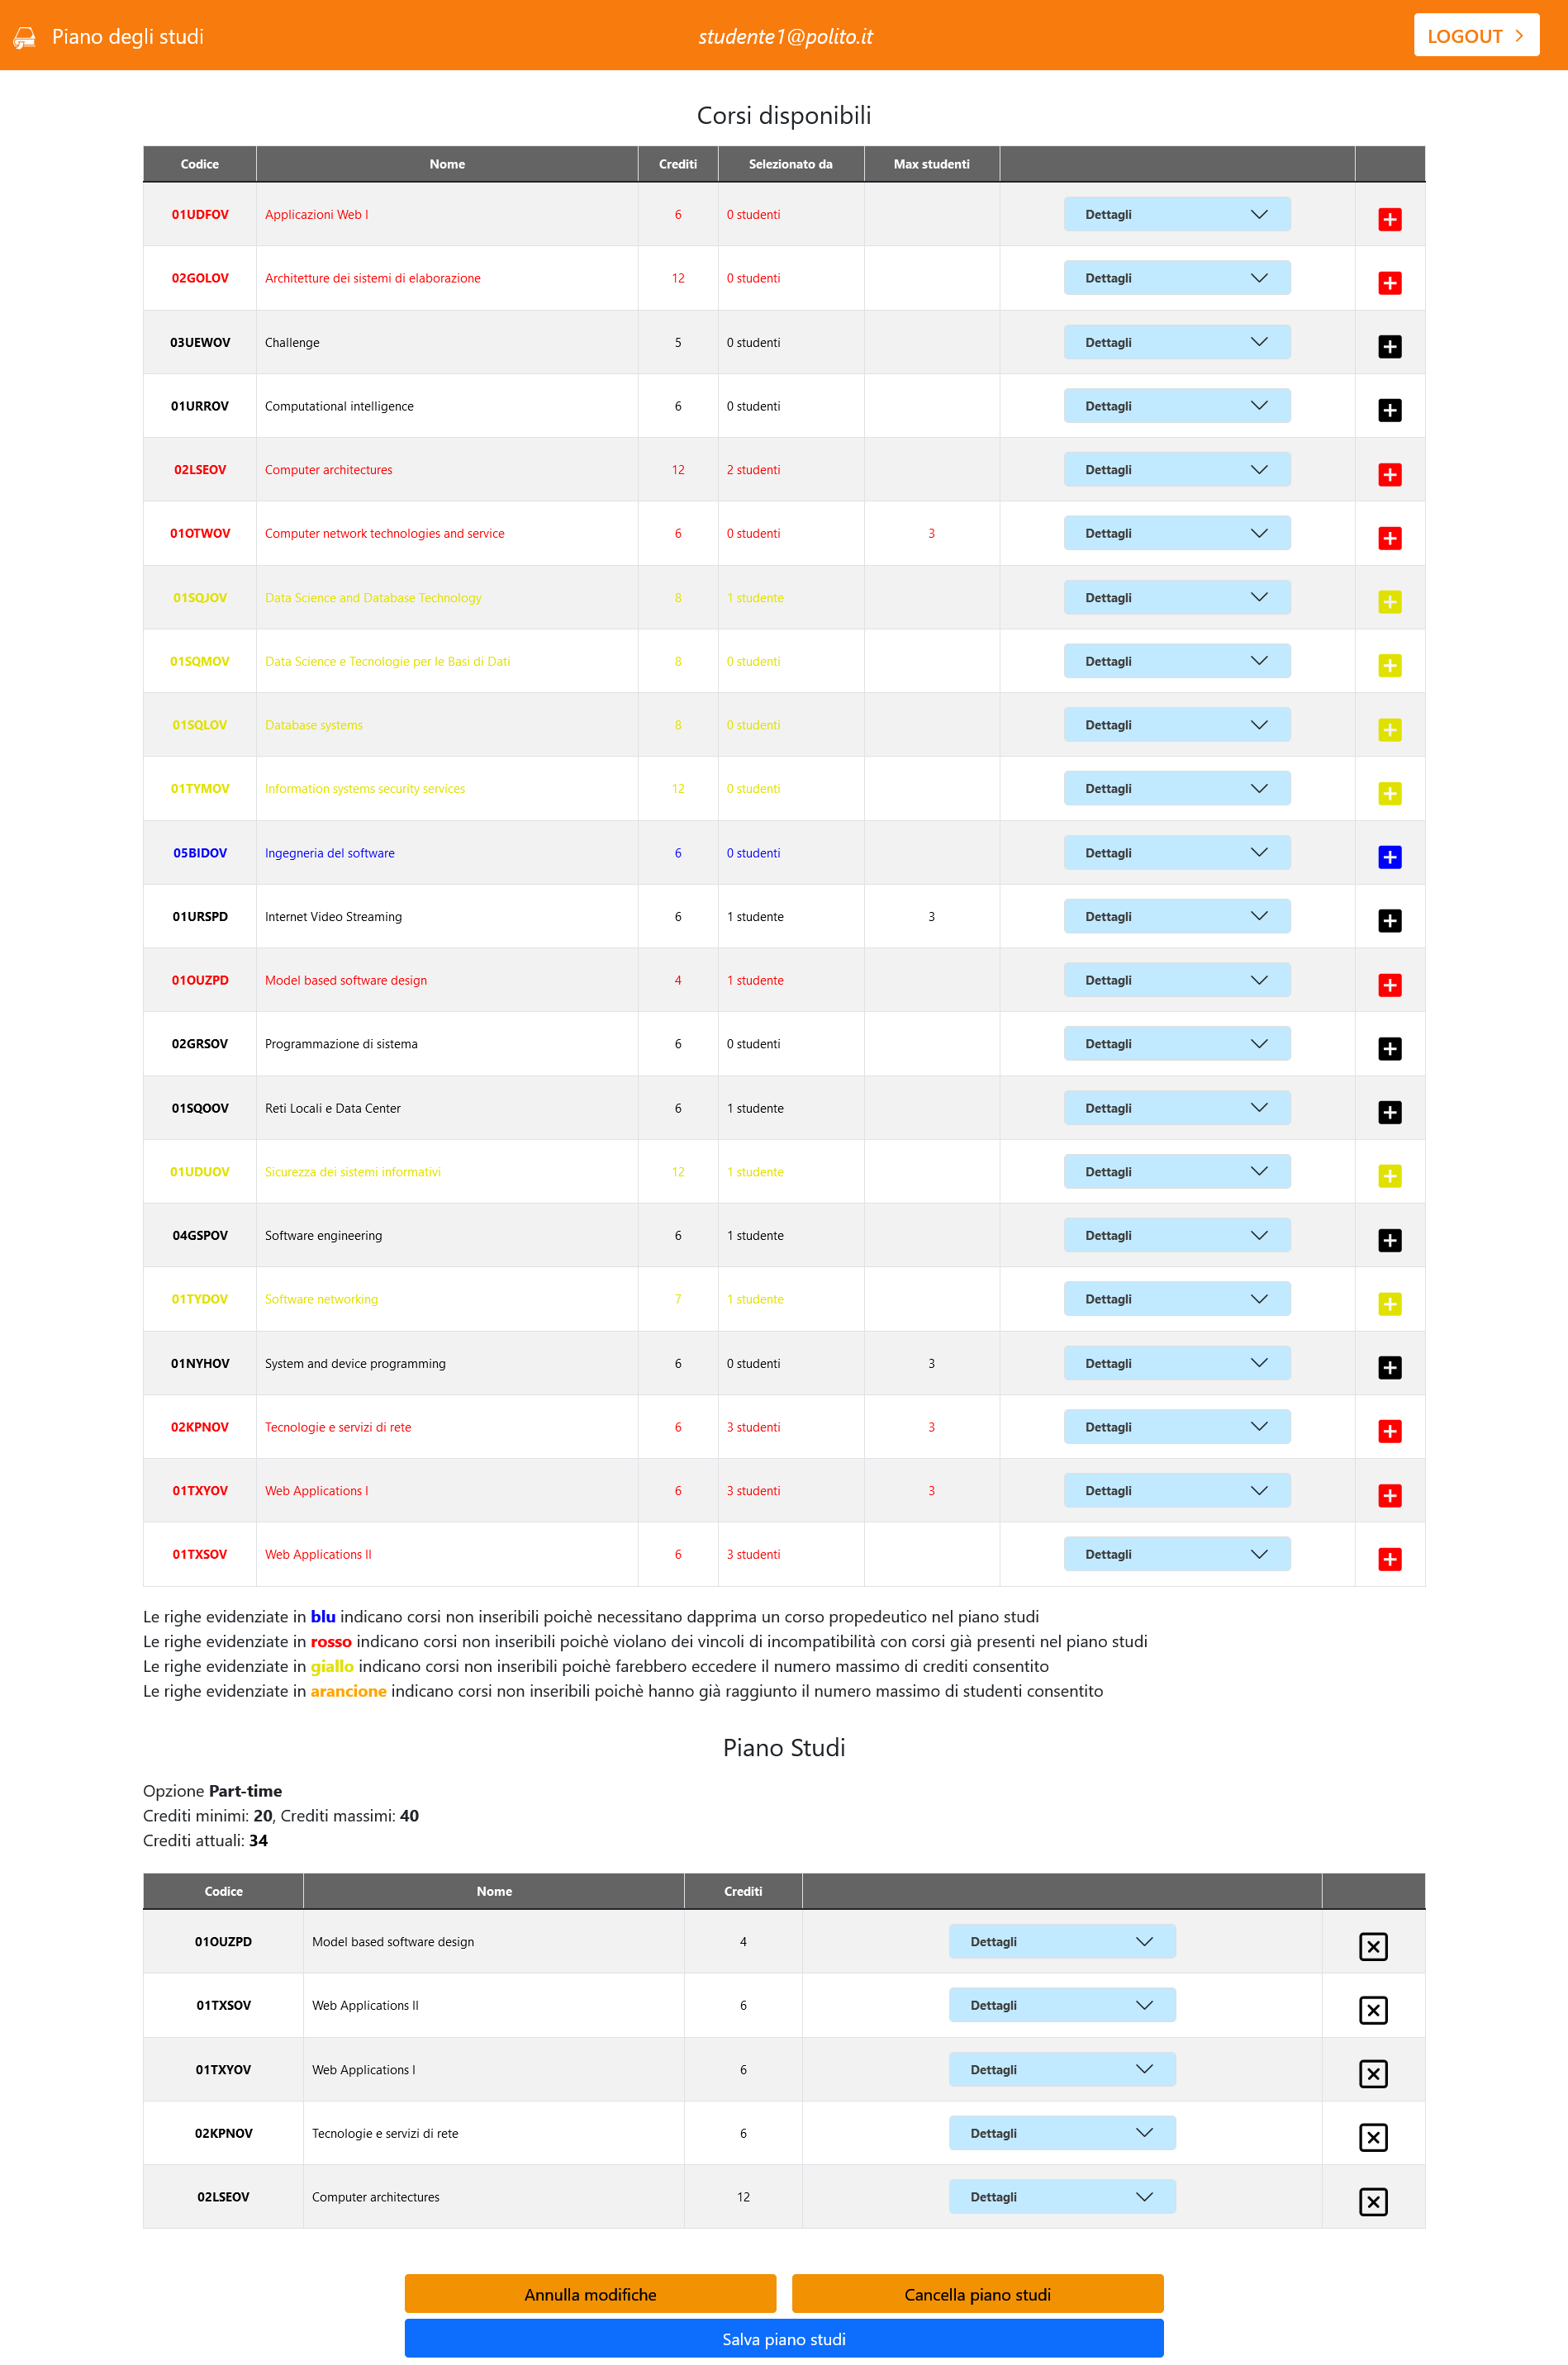 Piano degli studi studente1@polito.it LOGOUT
Corsi disponibili
Codice Nome Crediti Selezionato da Max studenti
01UDFOV Applicazioni Web I 6 0 studenti Dettagli
02GOLOV Architetture dei sistemi di elaborazione 12 0 studenti Dettagli
03UEWOV Challenge 5 0 studenti Dettagli
01URROV Computational intelligence 6 0 studenti Dettagli
02LSEOV Computer architectures 12 2 studenti Dettagli
01OTWOV Computer network technologies and service 6 0 studenti 3 Dettagli
01SQJOV Data Science and Database Technology 8 1 studente Dettagli
01SQMOV Data Science e Tecnologie per le Basi di Dati 8 0 studenti Dettagli
01SQLOV Database systems 8 0 studenti Dettagli
01TYMOV Information systems security services 12 0 studenti Dettagli
05BIDOV Ingegneria del software 6 0 studenti Dettagli
01URSPD Internet Video Streaming 6 1 studente 3 Dettagli
01OUZPD Model based software design 4 1 studente Dettagli
02GRSOV Programmazione di sistema 6 0 studenti Dettagli
01SQOOV Reti Locali e Data Center 6 1 studente Dettagli
01UDUOV Sicurezza dei sistemi informativi 12 1 studente Dettagli
04GSPOV Software engineering 6 1 studente Dettagli
01TYDOV Software networking 7 1 studente Dettagli
01NYHOV System and device programming 6 0 studenti 3 Dettagli
02KPNOV Tecnologie e servizi di rete 6 3 studenti 3 Dettagli
01TXYOV Web Applications I 6 3 studenti 3 Dettagli
01TXSOV Web Applications II 6 3 studenti Dettagli
Le righe evidenziate in blu indicano corsi non inseribili poichè necessitano dapprima un corso propedeutico nel piano studi
Le righe evidenziate in rosso indicano corsi non inseribili poichè violano dei vincoli di incompatibilità con corsi già presenti nel piano studi
Le righe evidenziate in giallo indicano corsi non inseribili poichè farebbero eccedere il numero massimo di crediti consentito
Le righe evidenziate in arancione indicano corsi non inseribili poichè hanno già raggiunto il numero massimo di studenti consentito
Piano Studi
Opzione Part-time
Crediti minimi: 20, Crediti massimi: 40
Crediti attuali: 34
Codice Nome Crediti
01OUZPD Model based software design 4 Dettagli
01TXSOV Web Applications II 6 Dettagli
01TXYOV Web Applications I 6 Dettagli
02KPNOV Tecnologie e servizi di rete 6 Dettagli
02LSEOV Computer architectures 12 Dettagli
Annulla modifiche Cancella piano studi
Salva piano studi